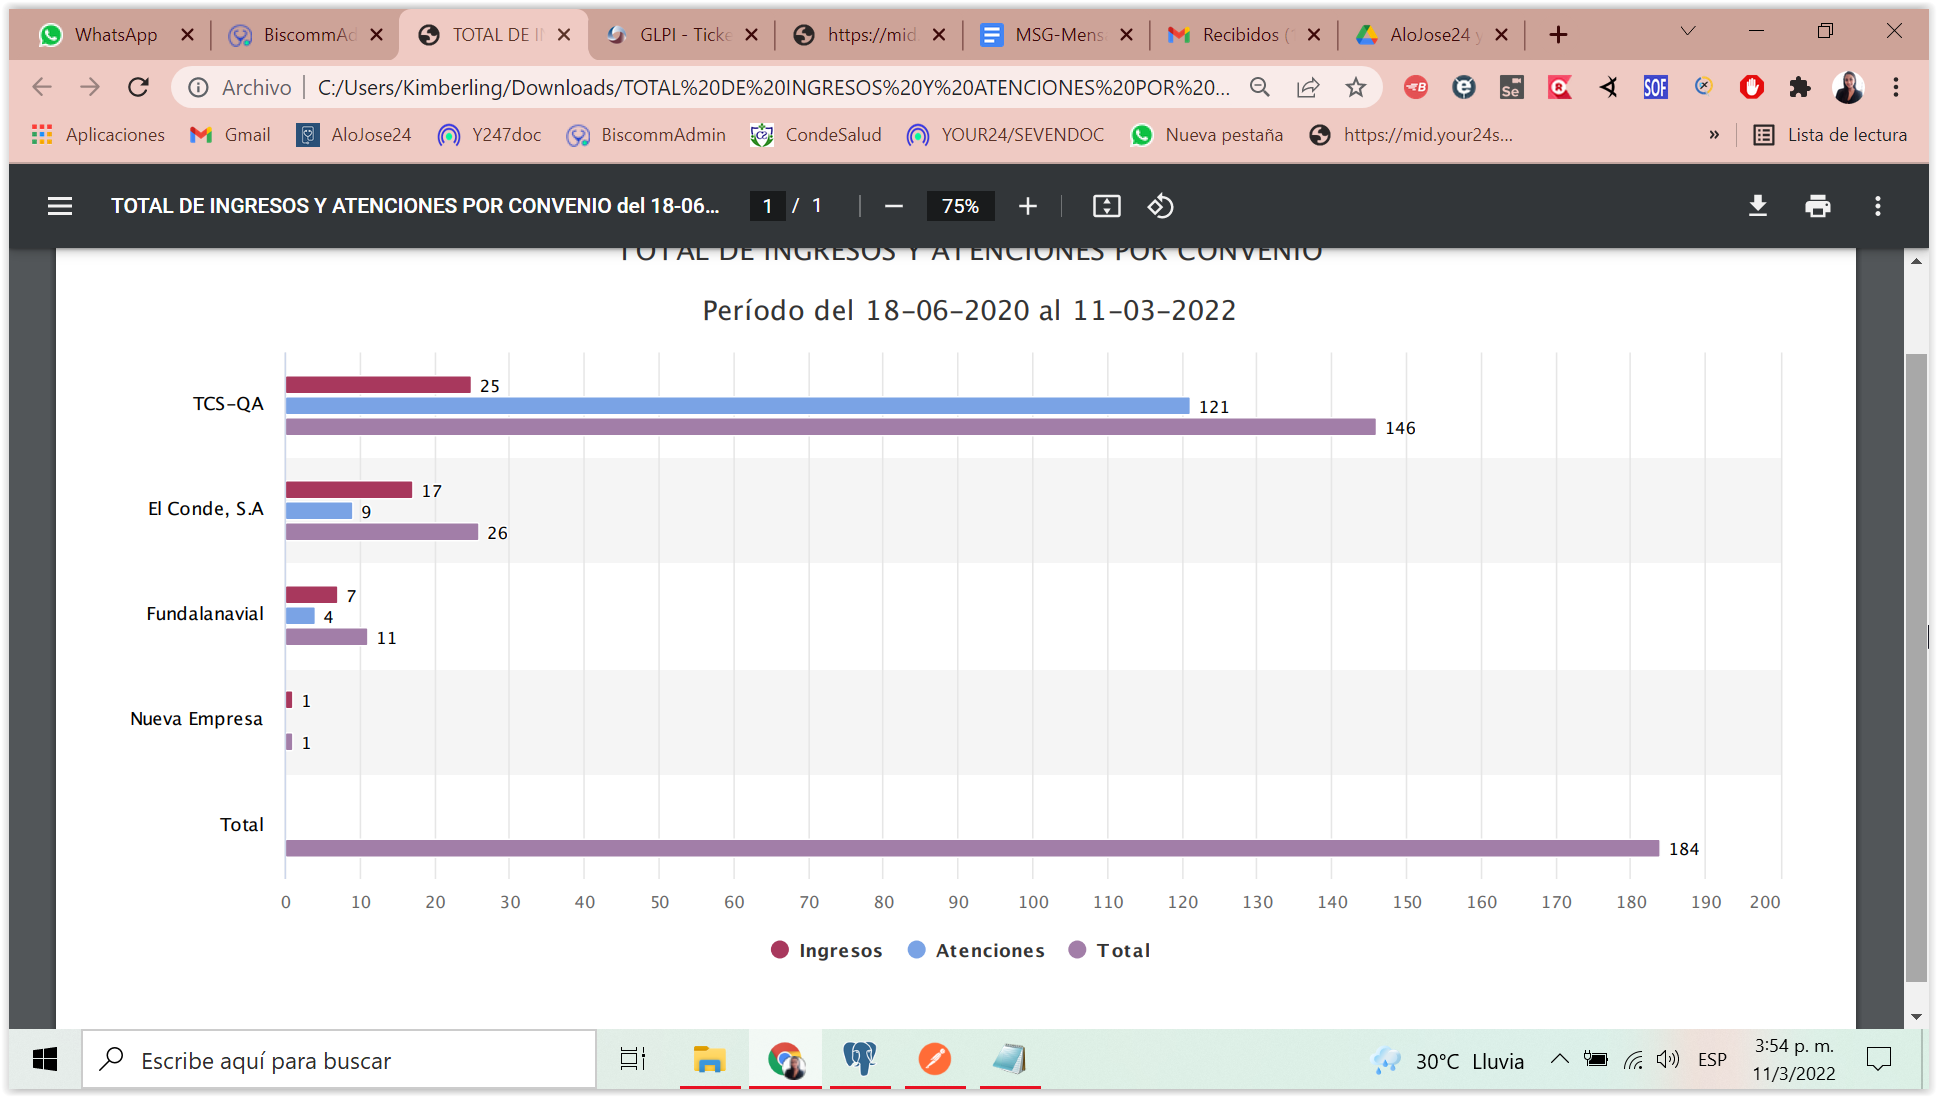 WhatsApp BiscommAd TOTAL DE I GLPI - Ticke https://mid MSG-Mens Recibidos ( AloJose24 y
Archivo C:/Users/Kimberling/Downloads/TOTAL%20DE%20INGRESOS%20Y%20ATENCIONES%20POR%20...
Aplicaciones Gmail AloJose24 Y247doc BiscommAdmin CondeSalud YOUR24/SEVENDOC Nueva pestaña https://mid.your24s... » Lista de lectura
TOTAL DE INGRESOS Y ATENCIONES POR CONVENIO del 18-06... 1 / 1 75%
TOTAL DE INGRESOS Y ATENCIONES POR CONVENIO
Período del 18-06-2020 al 11-03-2022
25
TCS-QA
121
146
17
El Conde, S.A
9
26
7
Fundalanavial
4
11
1
Nueva Empresa
1
Total
184
0 10 20 30 40 50 60 70 80 90 100 110 120 130 140 150 160 170 180 190 200
Ingresos Atenciones Total
Escribe aquí para buscar
30°C Lluvia ESP
3:54 p. m.
11/3/2022